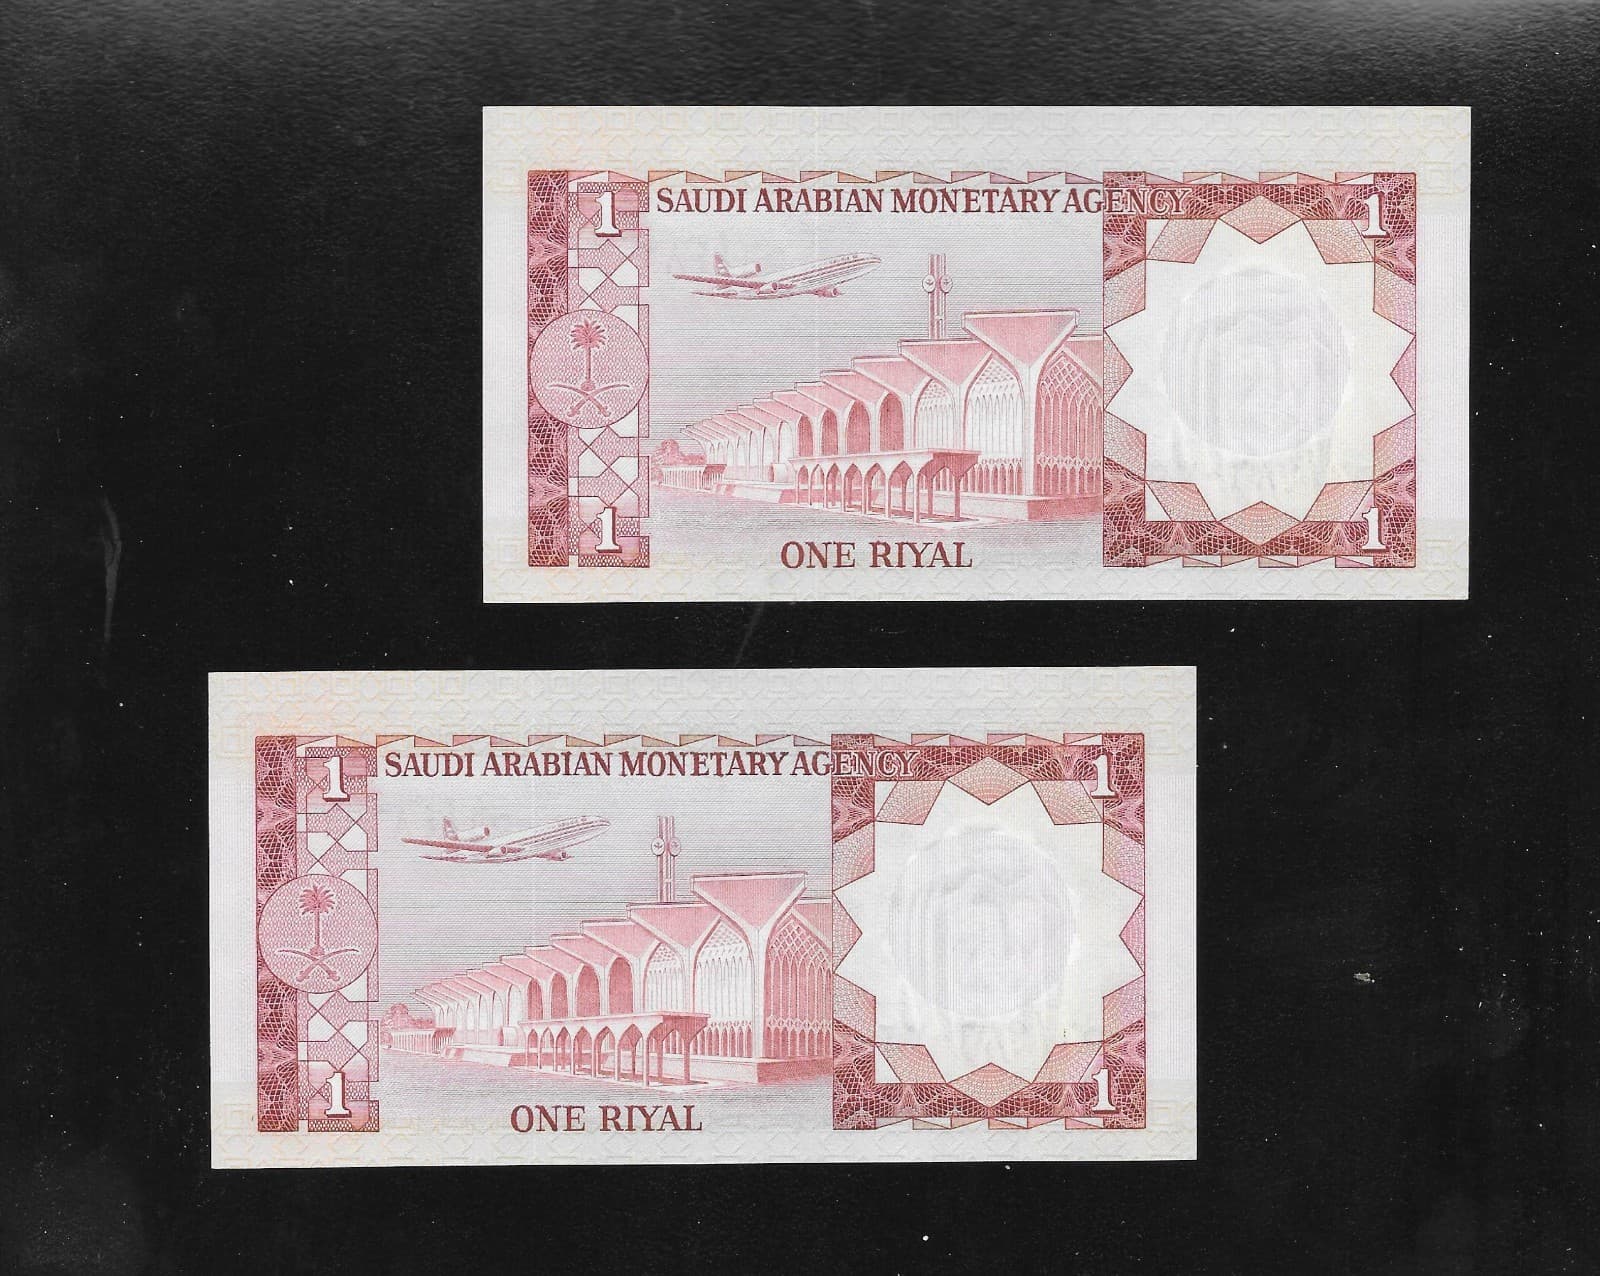 1 SAUDI ARABIAN MONETARY AGENCY 1
1 ONE RIYAL 1
1 SAUDI ARABIAN MONETARY AGENCY 1
1 ONE RIYAL 1